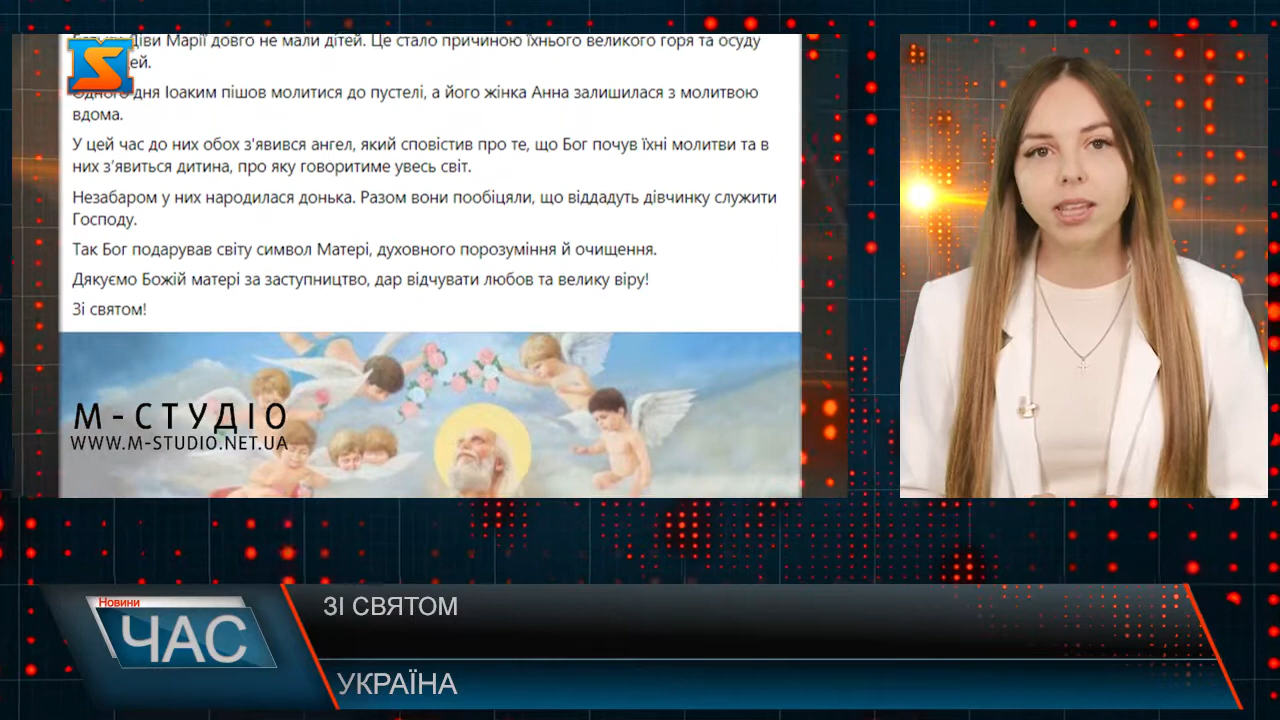 Діви Марії довго не мали дітей. Це стало причиною їхнього великого горя та осуду
Одного дня Іоаким пішов молитися до пустелі, а його жінка Анна залишилася з молитвою
вдома.
У цей час до них обох з'явився ангел, який сповістив про те, що Бог почув їхні молитви та в
них з’явиться дитина, про яку говоритиме увесь світ.
Незабаром у них народилася донька. Разом вони пообіцяли, що віддадуть дівчинку служити
Господу.
Так Бог подарував світу символ Матері, духовного порозуміння й очищення.
Дякуємо Божій матері за заступництво, дар відчувати любов та велику віру!
Зі святом!
М-СТУДІО
WWW.M-STUDIO.NET.UA
Новини
ЧАС
ЗІ СВЯТОМ
УКРАЇНА